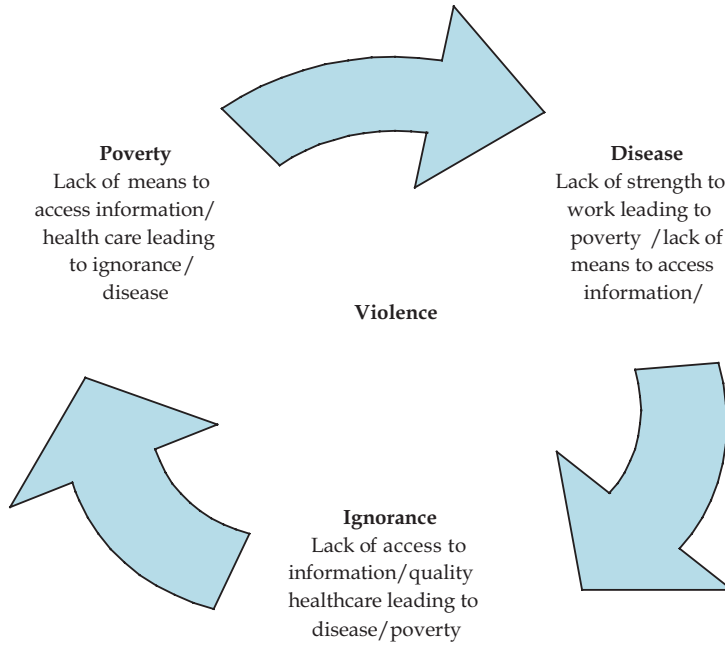 Poverty
Lack of means to
access information/
health care leading
to ignorance/
disease
Disease
Lack of strength to
work leading to
poverty /lack of
means to access
information/
Violence
Ignorance
Lack of access to
information/quality
healthcare leading to
disease/poverty